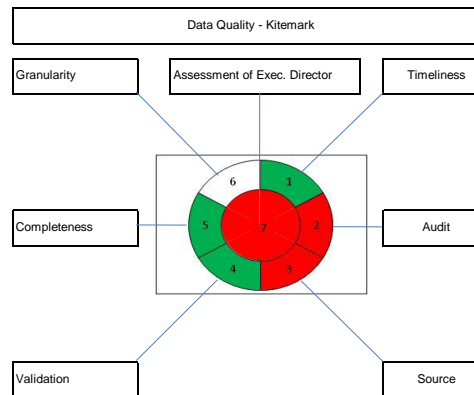 Data Quality - Kitemark
Granularity
Assessment of Exec. Director
Timeliness
6
1
Completeness
5
7
2
Audit
4
3
Validation
Source